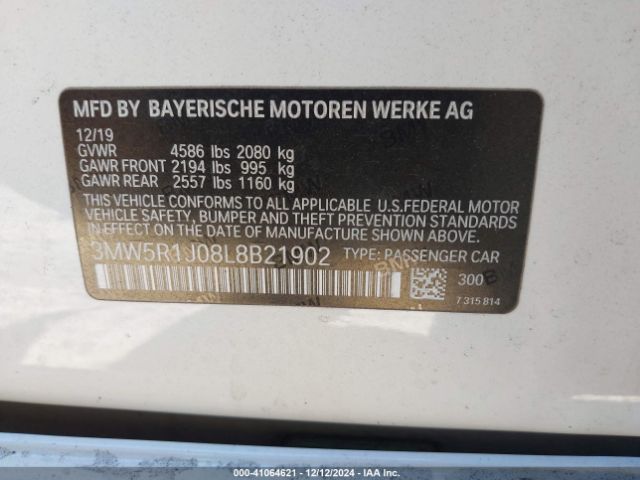 MFD BY BAYERISCHE MOTOREN WERKE AG
12/19
GVWR 4586 lbs 2080 kg
GAWR FRONT 2194 lbs 995 kg
GAWR REAR 2557 lbs 1160 kg
THIS VEHICLE CONFORMS TO ALL APPLICABLE U.S.FEDERAL MOTOR
VEHICLE SAFETY, BUMPER AND THEFT PREVENTION STANDARDS
IN EFFECT ON THE DATE OF MANUFACTURE SHOWN ABOVE.
3MW5R1J08L8B21902 TYPE: PASSENGER CAR
300
7 315 814
000-41064621 - 12/12/2024 - IAA Inc.